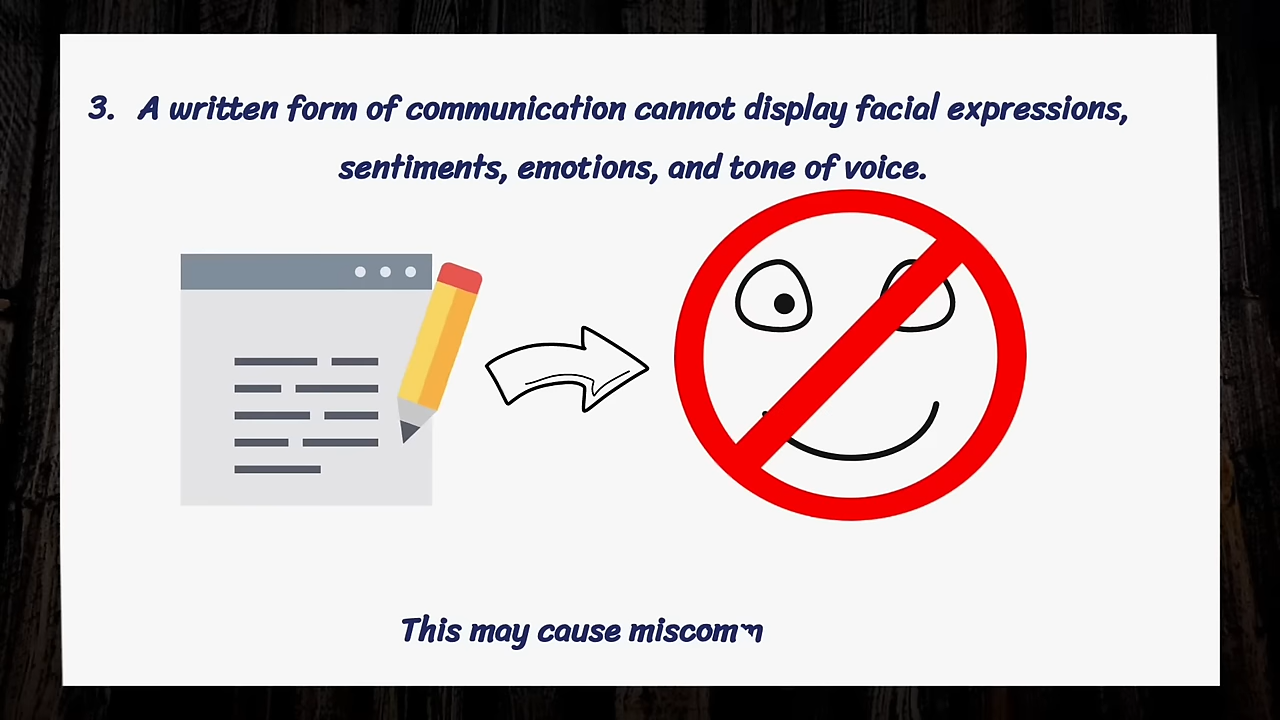 3. A written form of communication cannot display facial expressions,
sentiments, emotions, and tone of voice.
This may cause